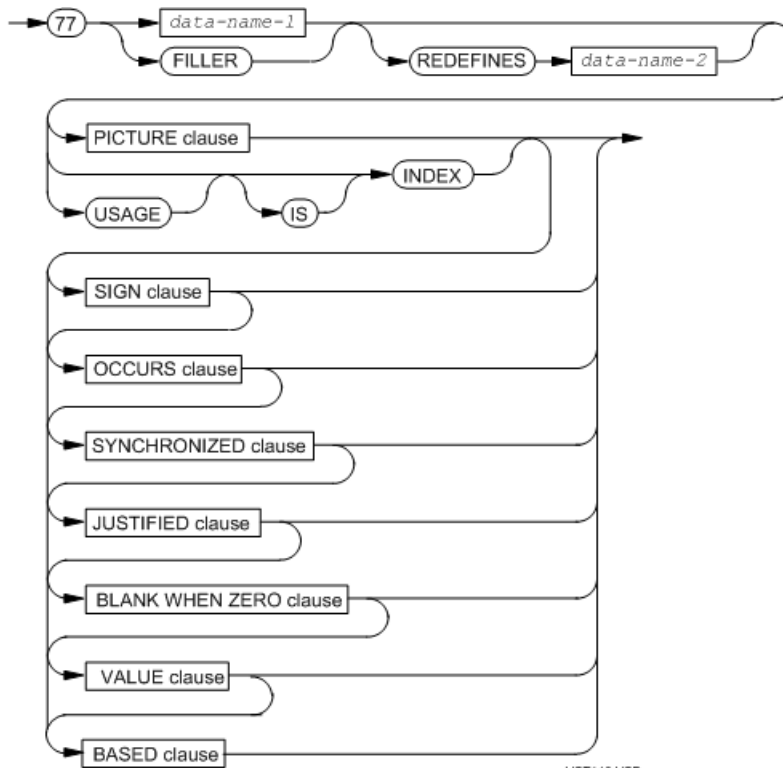 77 data-name-1
FILLER REDEFINES data-name-2
PICTURE clause
INDEX
USAGE IS
SIGN clause
OCCURS clause
SYNCHRONIZED clause
JUSTIFIED clause
BLANK WHEN ZERO clause
VALUE clause
BASED clause